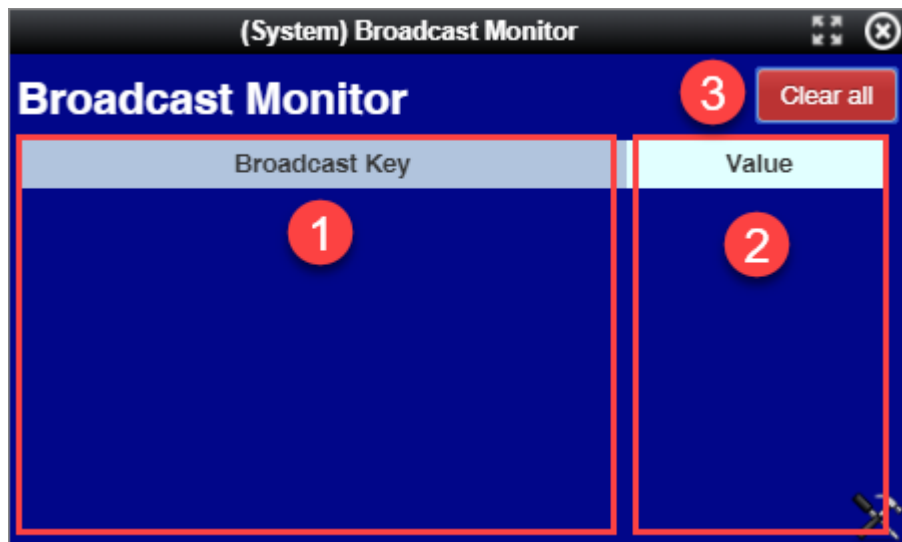 (System) Broadcast Monitor
Broadcast Monitor
3
Clear all
Broadcast Key
Value
1
2